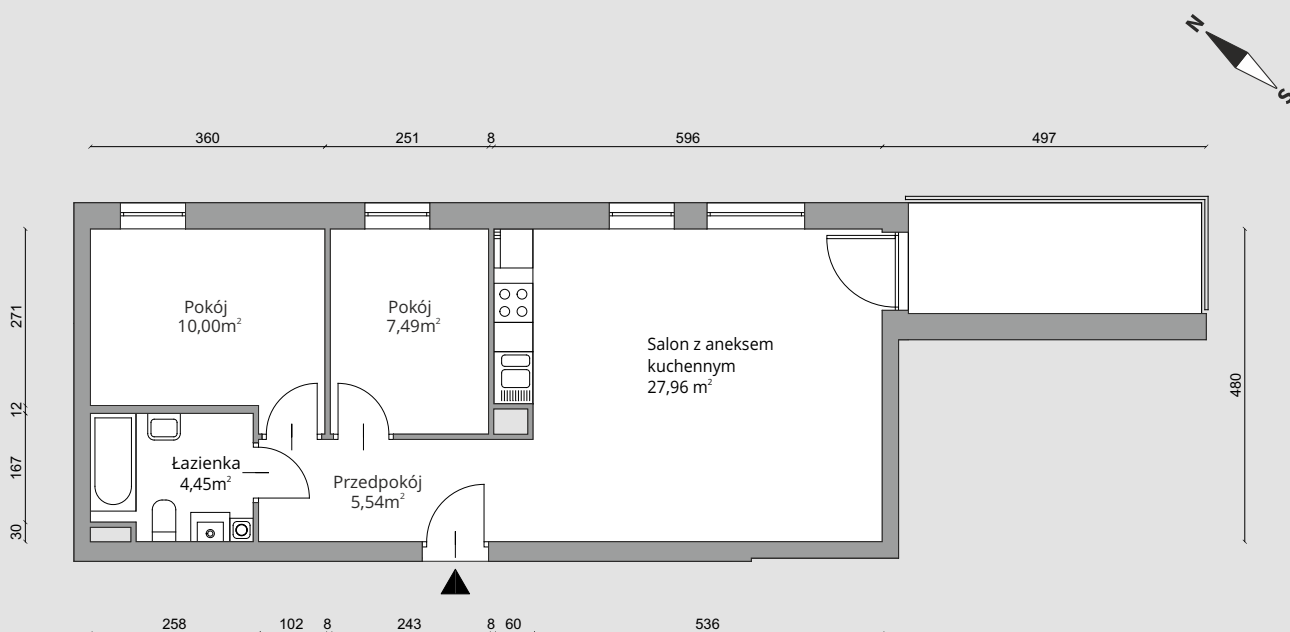 N
S
360
251
8
596
497
271
12
167
30
480
Pokój
10,00m²
Pokój
7,49m²
Salon z aneksem
kuchennym
27,96 m²
Łazienka
4,45m²
Przedpokój
5,54m²
258
102
8
243
8
60
536